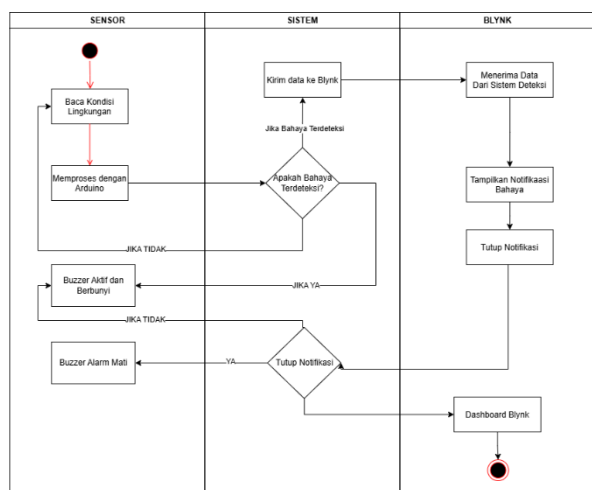 SENSOR
SISTEM
BLYNK
Baca Kondisi
Lingkungan
Kirim data ke Blynk
Menerima Data
Dari Sistem Deteksi
Jika Bahaya Terdeteksi
Memproses dengan
Arduino
Apakah Bahaya
Terdeteksi?
Tampilkan Notifikaasi
Bahaya
Tutup Notifikasi
JIKA TIDAK
Buzzer Aktif dan
Berbunyi
JIKA YA
JIKA TIDAK
Buzzer Alarm Mati
YA
Tutup Notifikasi
Dashboard Blynk